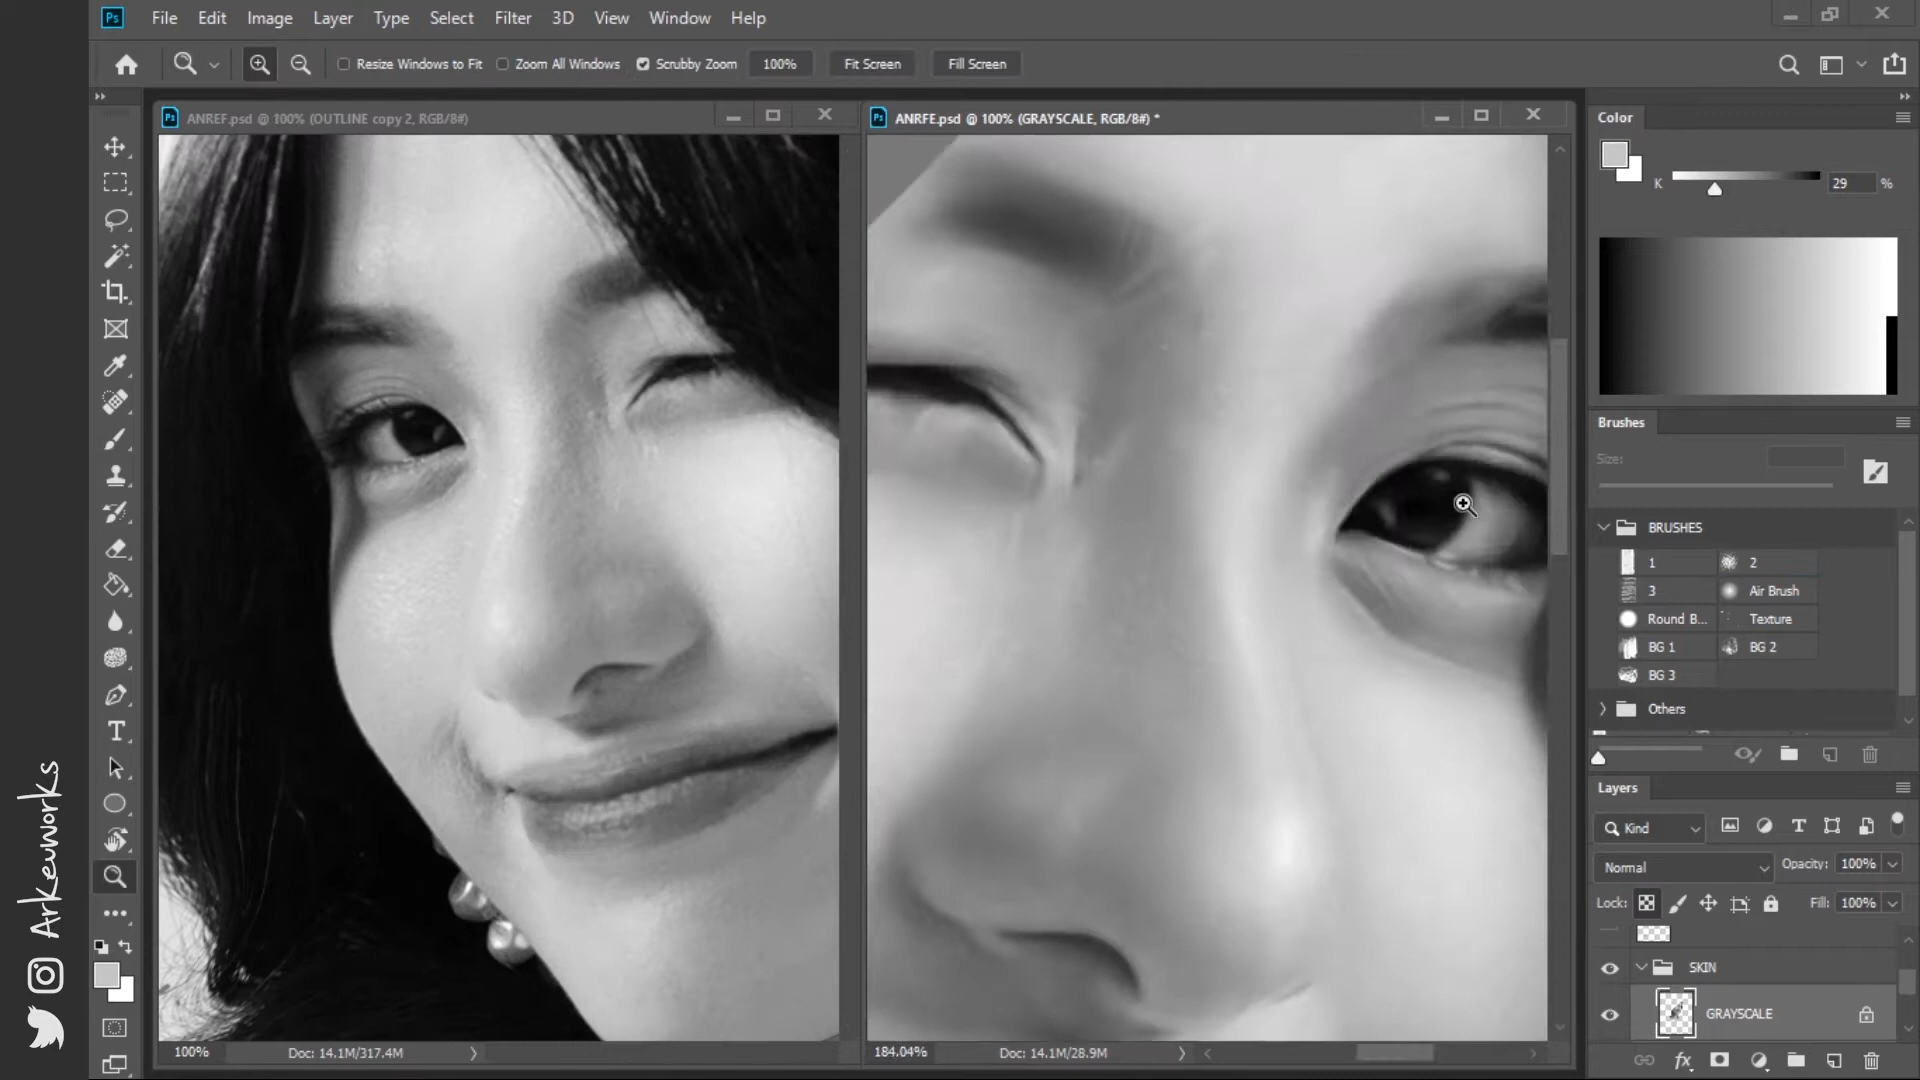 Ps File Edit Image Layer Type Select Filter 3D View Window Help
Resize Windows to Fit Zoom All Windows Scrubby Zoom 100% Fit Screen Fill Screen
Ps ANREF.psd @ 100% (OUTLINE copy 2, RGB/8#)
Ps ANRFE.psd @ 100% (GRAYSCALE, RGB/8#) *
Color
K 29 %
Brushes
Size:
BRUSHES
1 2
3 Air Brush
Round B... Texture
BG 1 BG 2
BG 3
Others
Layers
Kind
Normal Opacity: 100%
Lock: Fill: 100%
SKIN
GRAYSCALE
fx
T
100% Doc: 14.1M/317.4M
184.04% Doc: 14.1M/28.9M
Arkevworks